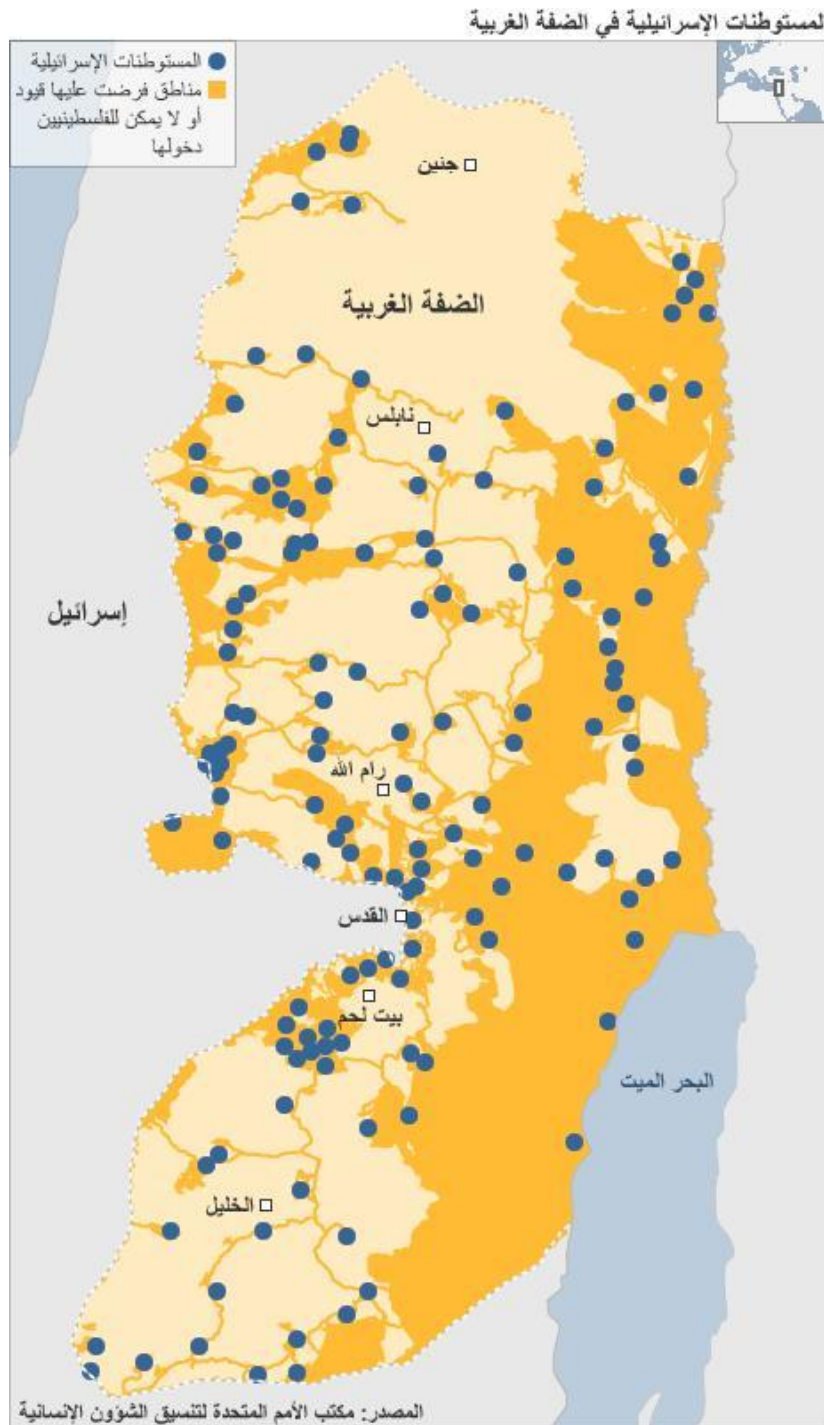 لمستوطنات الإسرائيلية في الضفة الغربية
المستوطنات الإسرائيلية
مناطق فرضت عليها قيود
أو لا يمكن للفلسطينيين
دخولها
جنين
الضفة الغربية
نابلس
إسرائيل
رام الله
القدس
بيت لحم
البحر الميت
الخليل
المصدر: مكتب الأمم المتحدة لتنسيق الشؤون الإنسانية